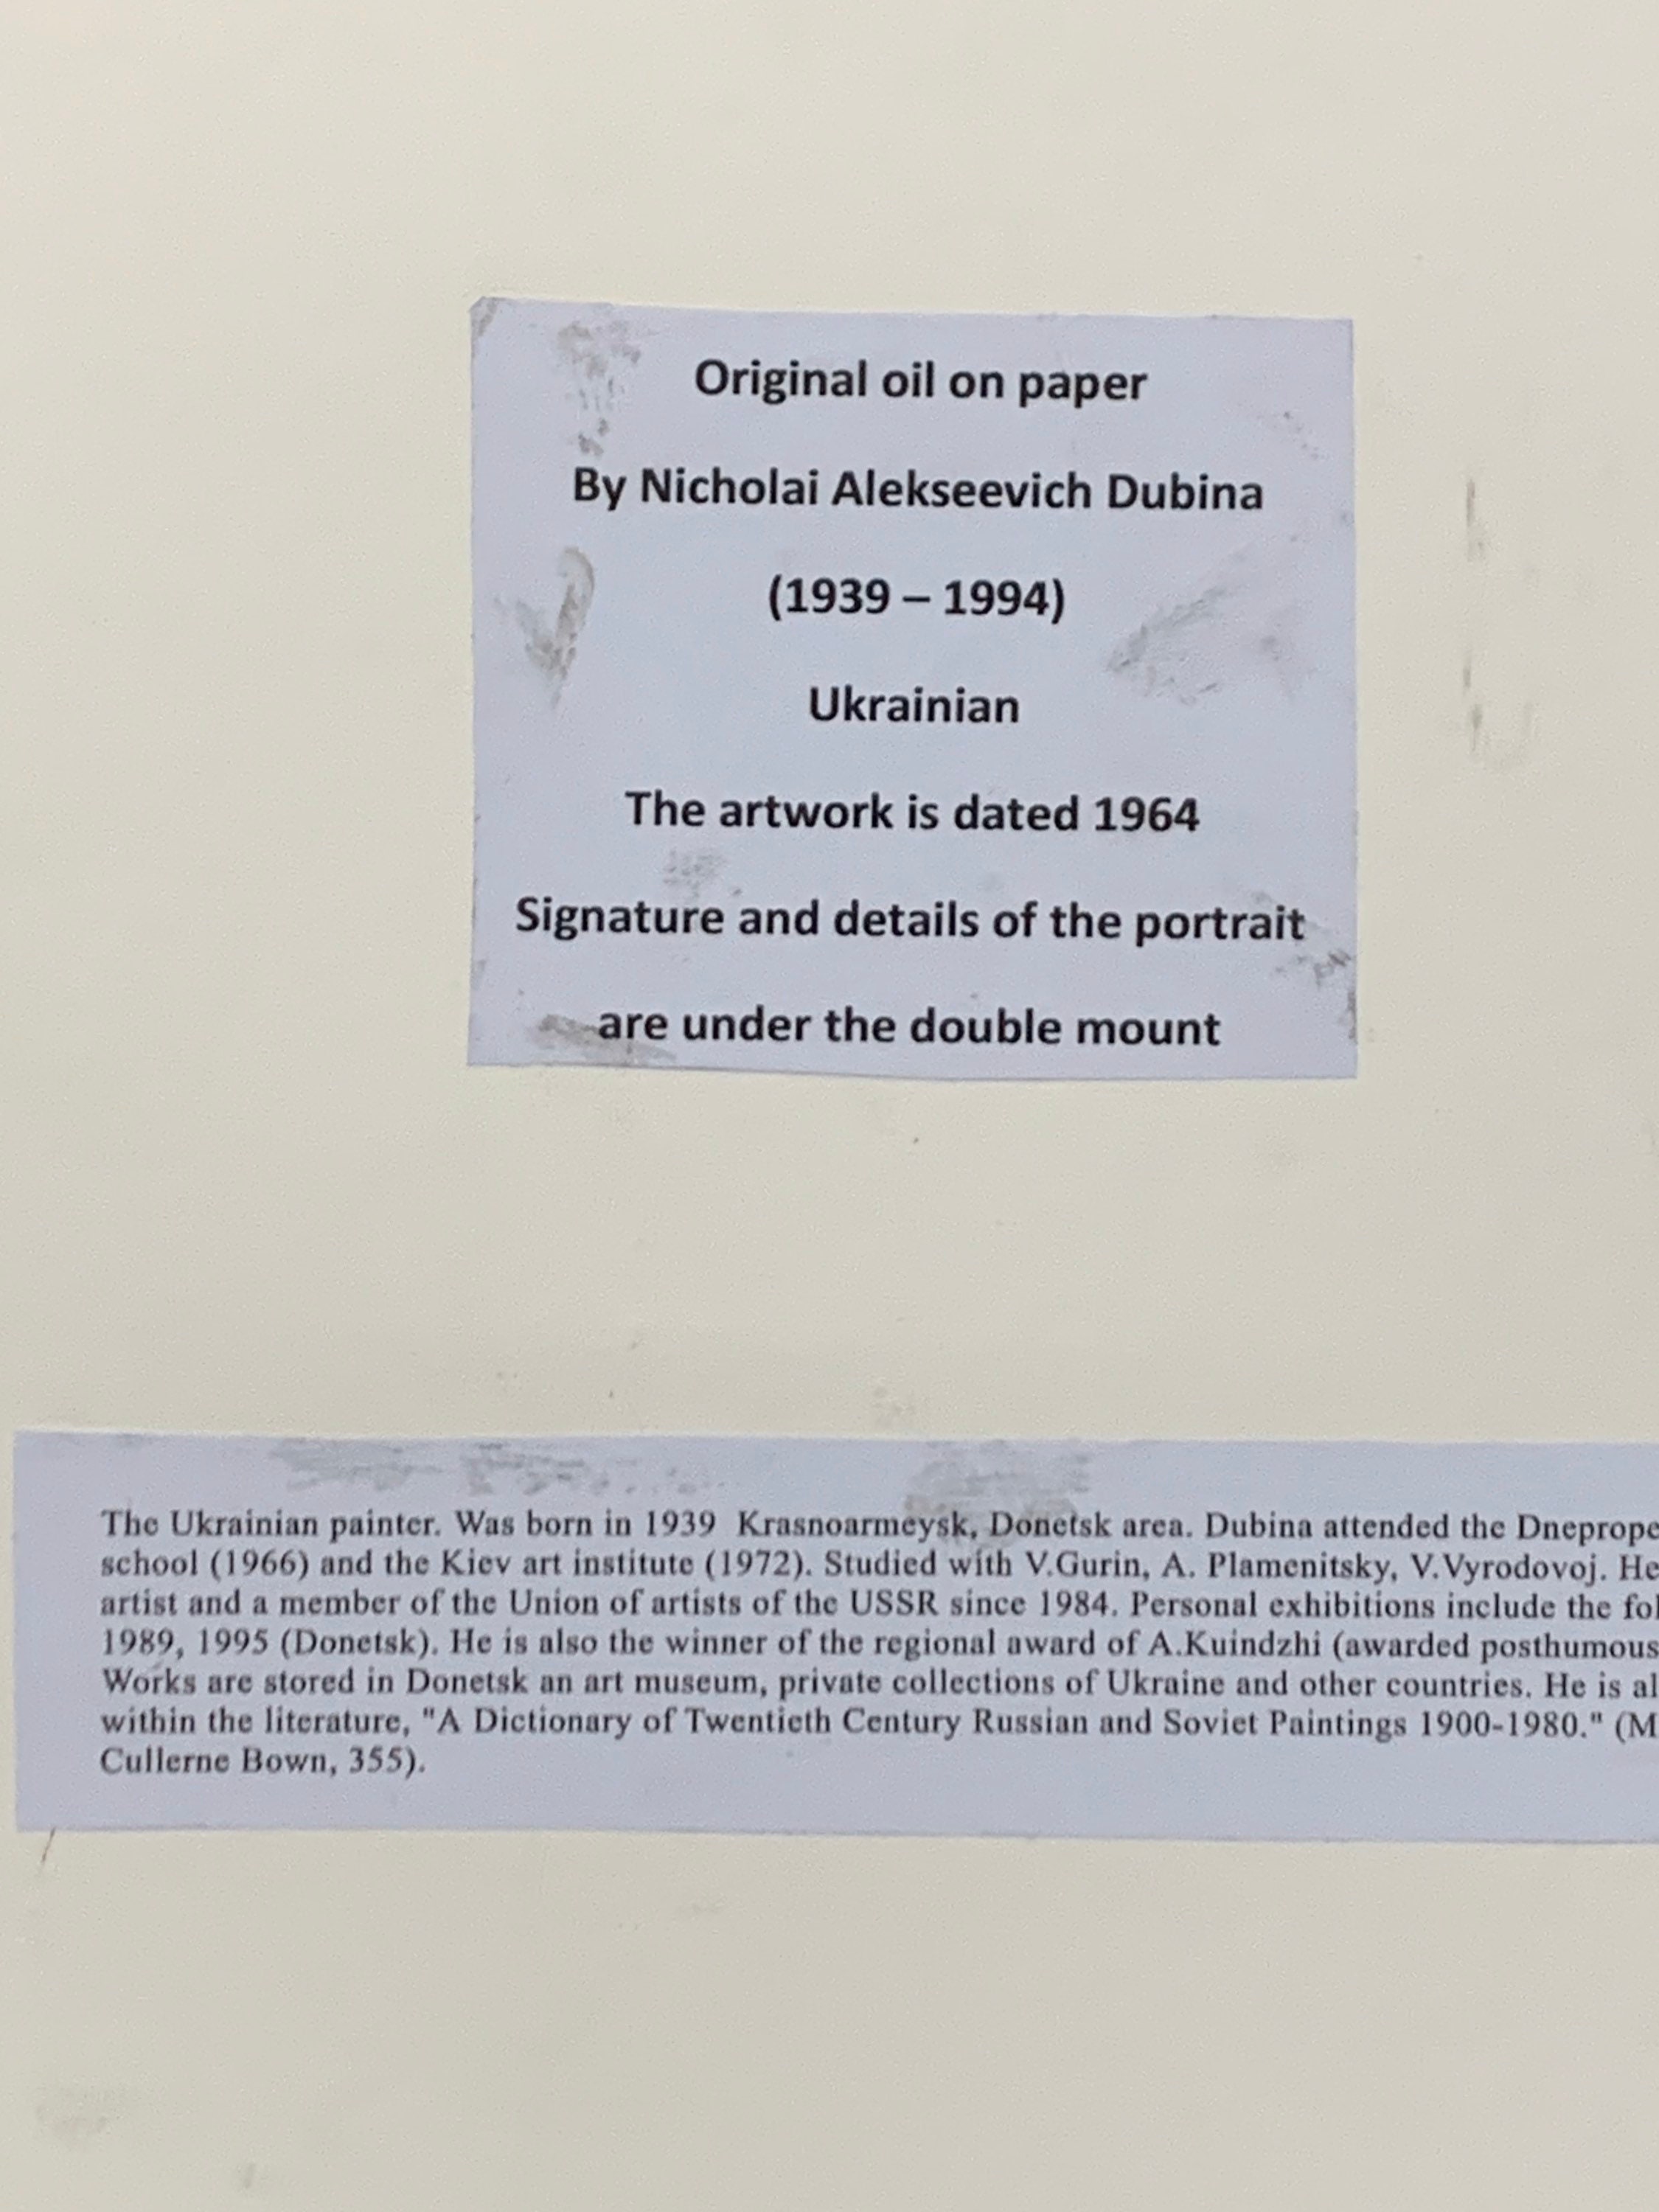 Original oil on paper
By Nicholai Alekseevich Dubina
(1939 – 1994)
Ukrainian
The artwork is dated 1964
Signature and details of the portrait
are under the double mount
The Ukrainian painter. Was born in 1939 Krasnoarmeysk, Donetsk area. Dubina attended the Dneprope
school (1966) and the Kiev art institute (1972). Studied with V.Gurin, A. Plamenitsky, V.Vyrodovoj. He
artist and a member of the Union of artists of the USSR since 1984. Personal exhibitions include the fol
1989, 1995 (Donetsk). He is also the winner of the regional award of A.Kuindzhi (awarded posthumous
Works are stored in Donetsk an art museum, private collections of Ukraine and other countries. He is al
within the literature, "A Dictionary of Twentieth Century Russian and Soviet Paintings 1900-1980." (M
Cullerne Bown, 355).